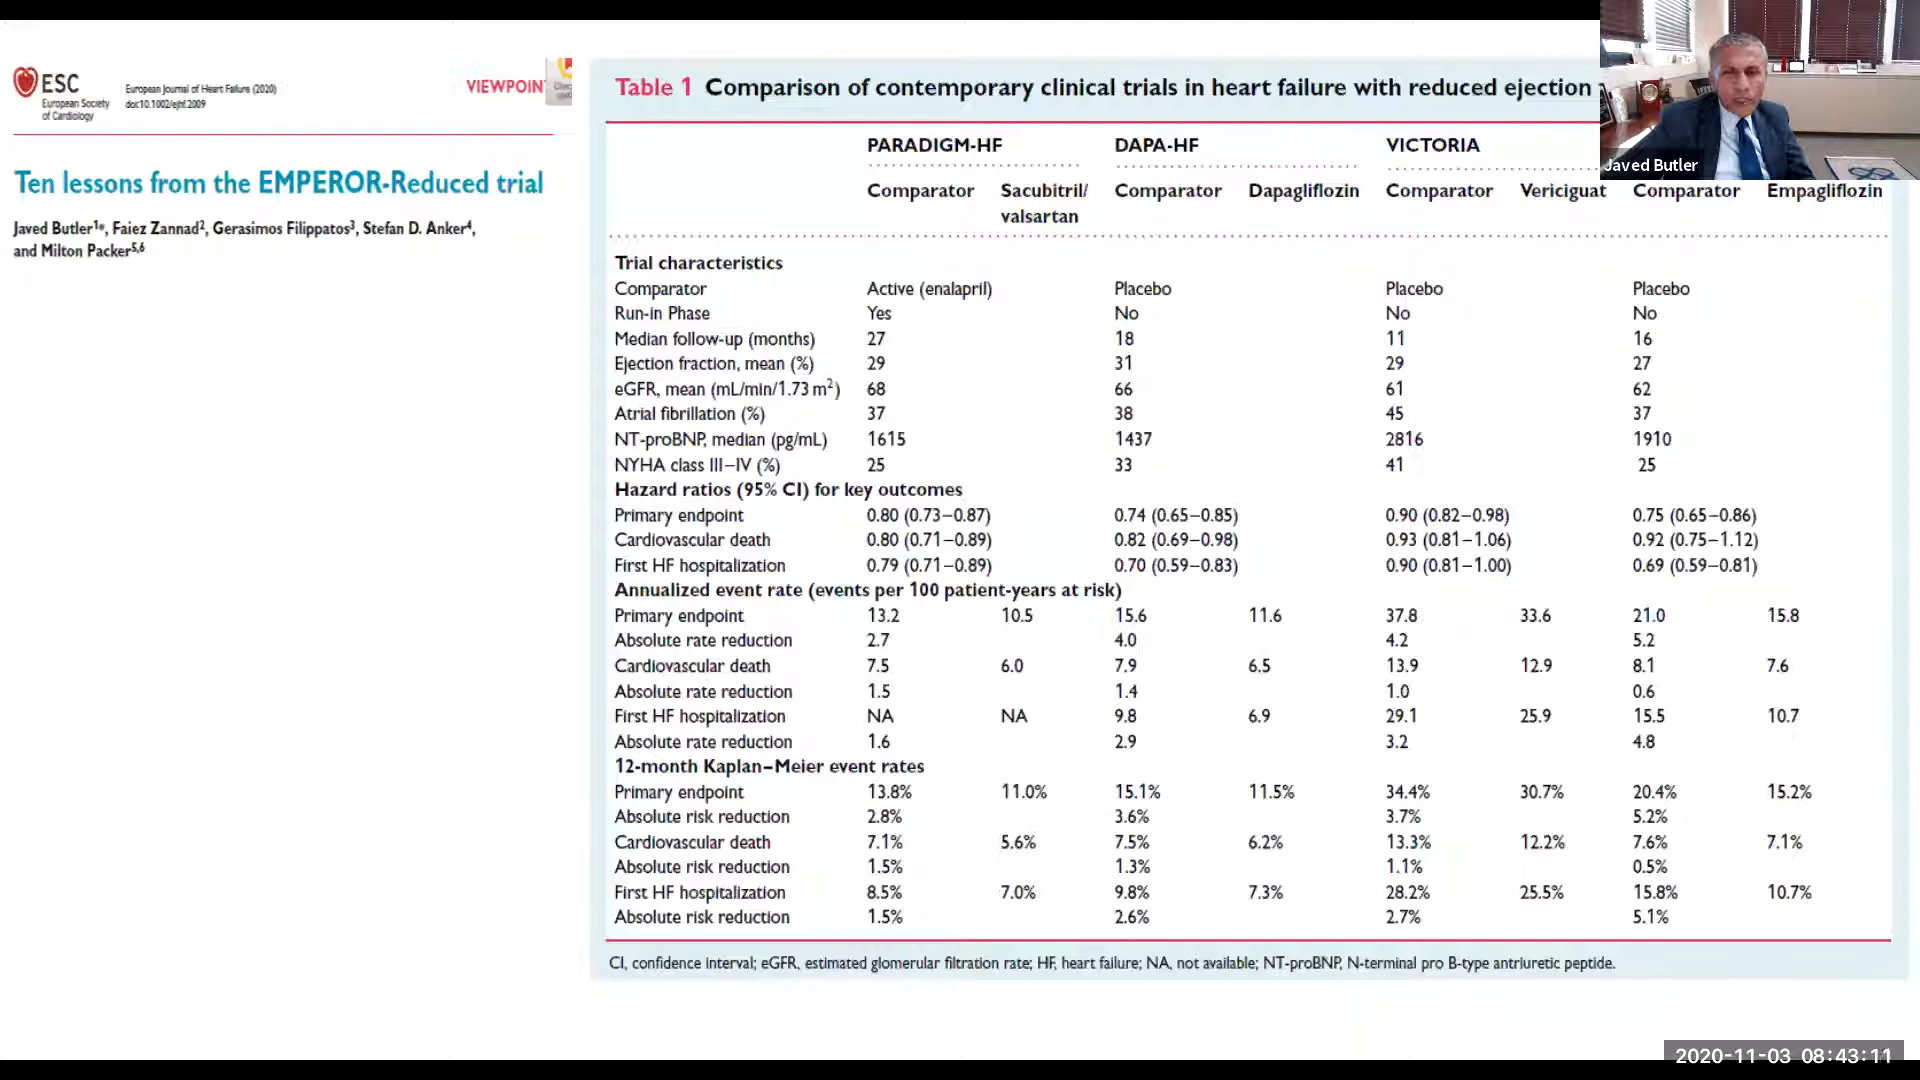 ESC
European Society
of Cardiology
European Journal of Heart Failure (2020)
doi:10.1002/ejhf.2009
VIEWPOINT
Ten lessons from the EMPEROR-Reduced trial
Javed Butler1*, Faiez Zannad2, Gerasimos Filippatos3, Stefan D. Anker4,
and Milton Packer5,6
Table 1 Comparison of contemporary clinical trials in heart failure with reduced ejection
Javed Butler
PARADIGM-HF DAPA-HF VICTORIA
Comparator Sacubitril/ Comparator Dapagliflozin Comparator Vericiguat Comparator Empagliflozin
valsartan
Trial characteristics
Comparator Active (enalapril) Placebo Placebo Placebo
Run-in Phase Yes No No No
Median follow-up (months) 27 18 11 16
Ejection fraction, mean (%) 29 31 29 27
eGFR, mean (mL/min/1.73 m2) 68 66 61 62
Atrial fibrillation (%) 37 38 45 37
NT-proBNP, median (pg/mL) 1615 1437 2816 1910
NYHA class III–IV (%) 25 33 41 25
Hazard ratios (95% CI) for key outcomes
Primary endpoint 0.80 (0.73–0.87) 0.74 (0.65–0.85) 0.90 (0.82–0.98) 0.75 (0.65–0.86)
Cardiovascular death 0.80 (0.71–0.89) 0.82 (0.69–0.98) 0.93 (0.81–1.06) 0.92 (0.75–1.12)
First HF hospitalization 0.79 (0.71–0.89) 0.70 (0.59–0.83) 0.90 (0.81–1.00) 0.69 (0.59–0.81)
Annualized event rate (events per 100 patient-years at risk)
Primary endpoint 13.2 10.5 15.6 11.6 37.8 33.6 21.0 15.8
Absolute rate reduction 2.7 4.0 4.2 5.2
Cardiovascular death 7.5 6.0 7.9 6.5 13.9 12.9 8.1 7.6
Absolute rate reduction 1.5 1.4 1.0 0.6
First HF hospitalization NA NA 9.8 6.9 29.1 25.9 15.5 10.7
Absolute rate reduction 1.6 2.9 3.2 4.8
12-month Kaplan–Meier event rates
Primary endpoint 13.8% 11.0% 15.1% 11.5% 34.4% 30.7% 20.4% 15.2%
Absolute risk reduction 2.8% 3.6% 3.7% 5.2%
Cardiovascular death 7.1% 5.6% 7.5% 6.2% 13.3% 12.2% 7.6% 7.1%
Absolute risk reduction 1.5% 1.3% 1.1% 0.5%
First HF hospitalization 8.5% 7.0% 9.8% 7.3% 28.2% 25.5% 15.8% 10.7%
Absolute risk reduction 1.5% 2.6% 2.7% 5.1%
CI, confidence interval; eGFR, estimated glomerular filtration rate; HF, heart failure; NA, not available; NT-proBNP, N-terminal pro B-type antriuretic peptide.
2020-11-03 08:43:11